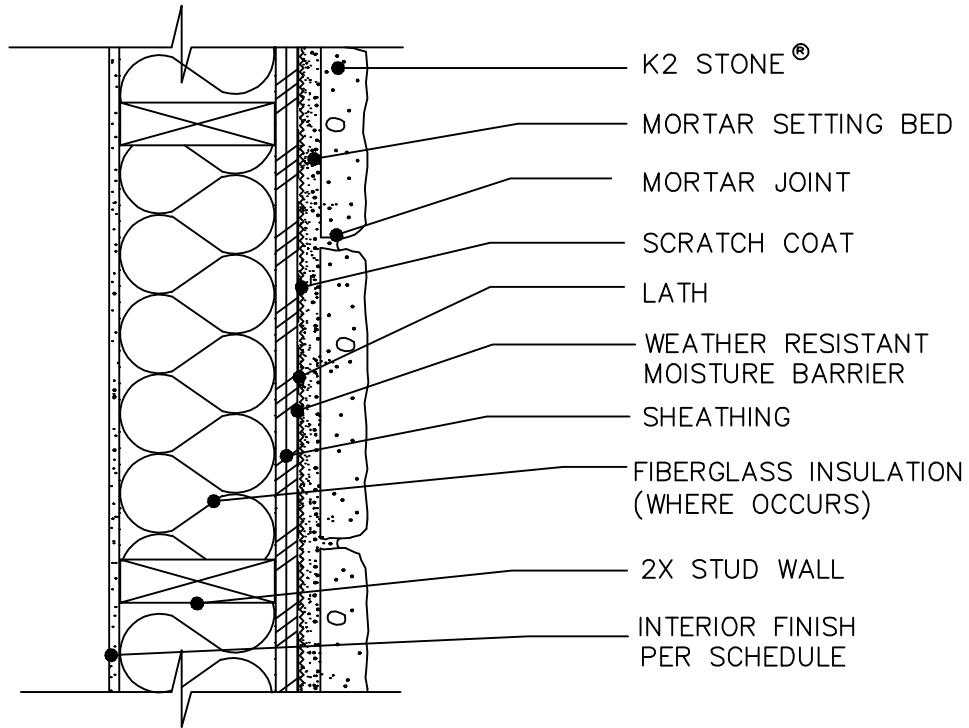 K2 STONE®
MORTAR SETTING BED
MORTAR JOINT
SCRATCH COAT
LATH
WEATHER RESISTANT
MOISTURE BARRIER
SHEATHING
FIBERGLASS INSULATION
(WHERE OCCURS)
2X STUD WALL
INTERIOR FINISH
PER SCHEDULE